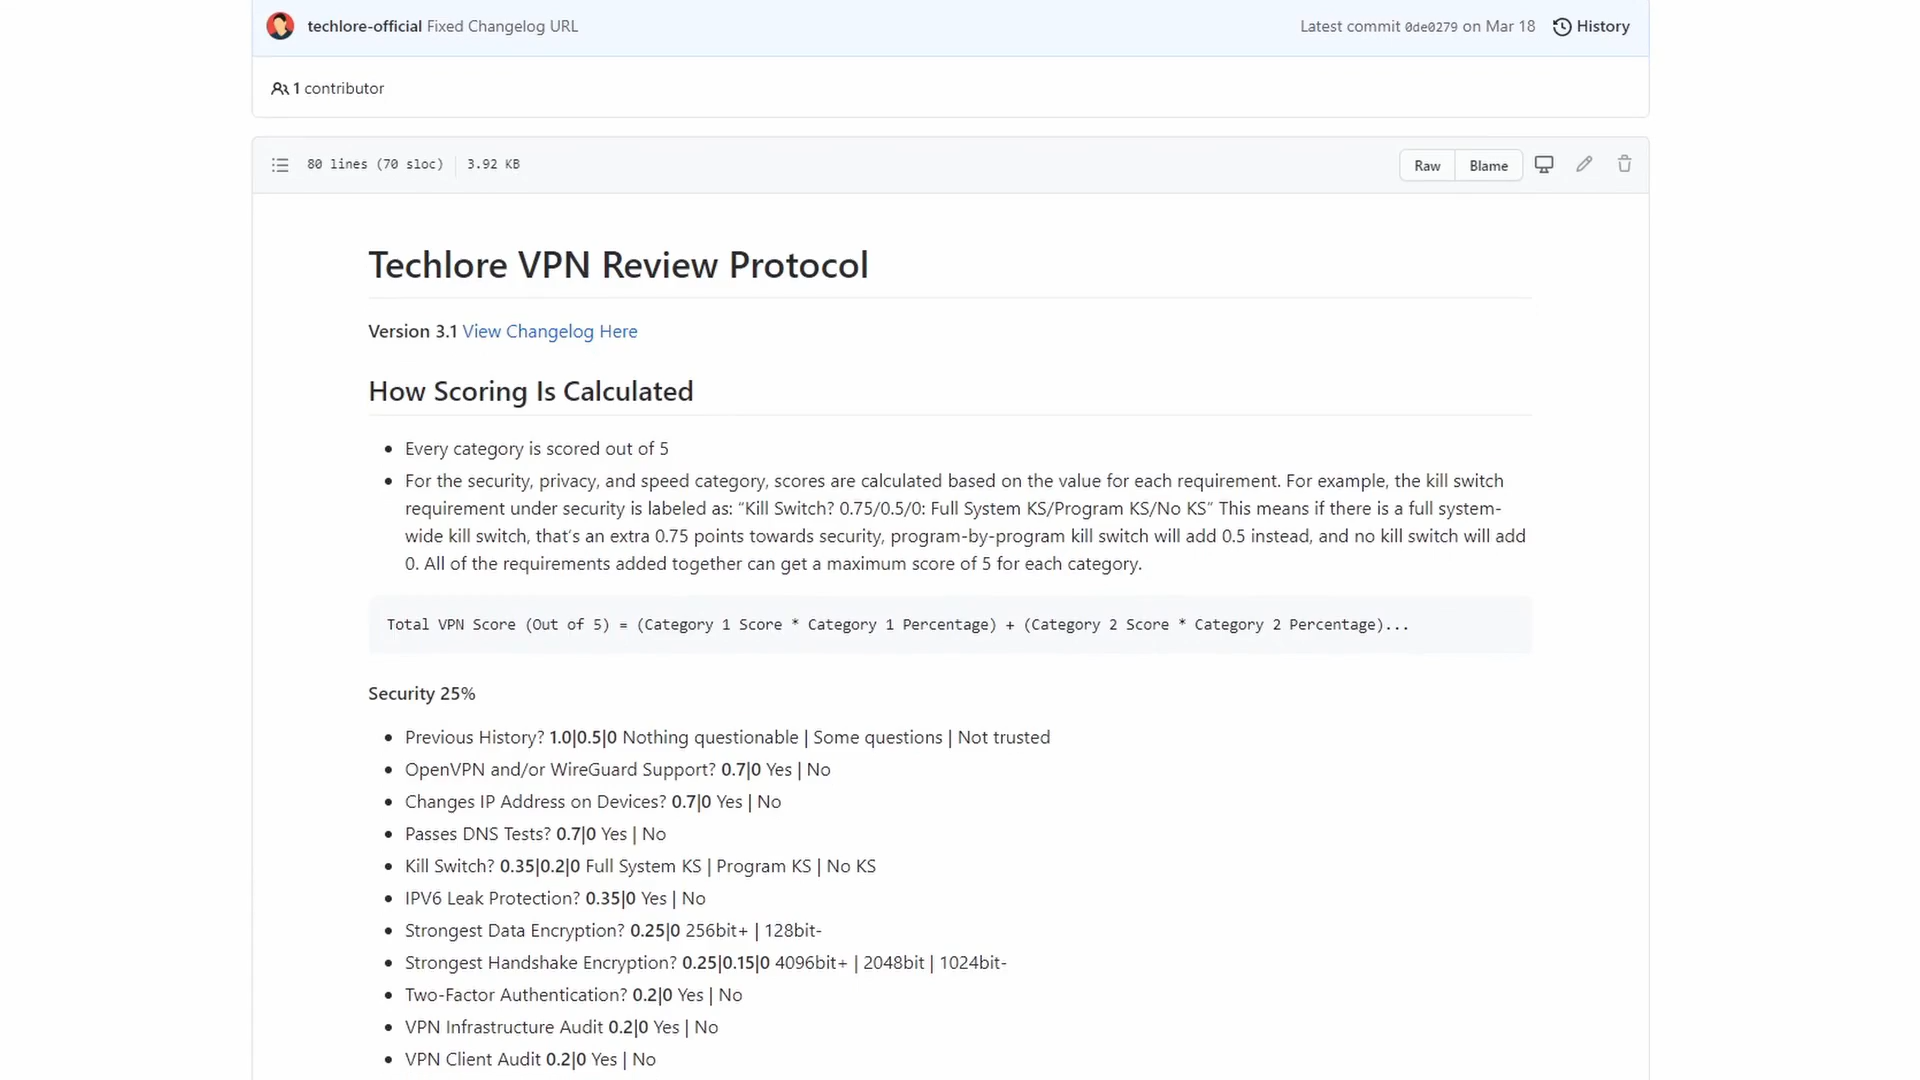 techlore-official Fixed Changelog URL
Latest commit 0de0279 on Mar 18 History
1 contributor
80 lines (70 sloc) 3.92 KB
Raw Blame
Techlore VPN Review Protocol
Version 3.1 View Changelog Here
How Scoring Is Calculated
• Every category is scored out of 5
• For the security, privacy, and speed category, scores are calculated based on the value for each requirement. For example, the kill switch
requirement under security is labeled as: “Kill Switch? 0.75/0.5/0: Full System KS/Program KS/No KS” This means if there is a full system-
wide kill switch, that’s an extra 0.75 points towards security, program-by-program kill switch will add 0.5 instead, and no kill switch will add
0. All of the requirements added together can get a maximum score of 5 for each category.
Total VPN Score (Out of 5) = (Category 1 Score * Category 1 Percentage) + (Category 2 Score * Category 2 Percentage)...
Security 25%
• Previous History? 1.0|0.5|0 Nothing questionable | Some questions | Not trusted
• OpenVPN and/or WireGuard Support? 0.7|0 Yes | No
• Changes IP Address on Devices? 0.7|0 Yes | No
• Passes DNS Tests? 0.7|0 Yes | No
• Kill Switch? 0.35|0.2|0 Full System KS | Program KS | No KS
• IPV6 Leak Protection? 0.35|0 Yes | No
• Strongest Data Encryption? 0.25|0 256bit+ | 128bit-
• Strongest Handshake Encryption? 0.25|0.15|0 4096bit+ | 2048bit | 1024bit-
• Two-Factor Authentication? 0.2|0 Yes | No
• VPN Infrastructure Audit 0.2|0 Yes | No
• VPN Client Audit 0.2|0 Yes | No